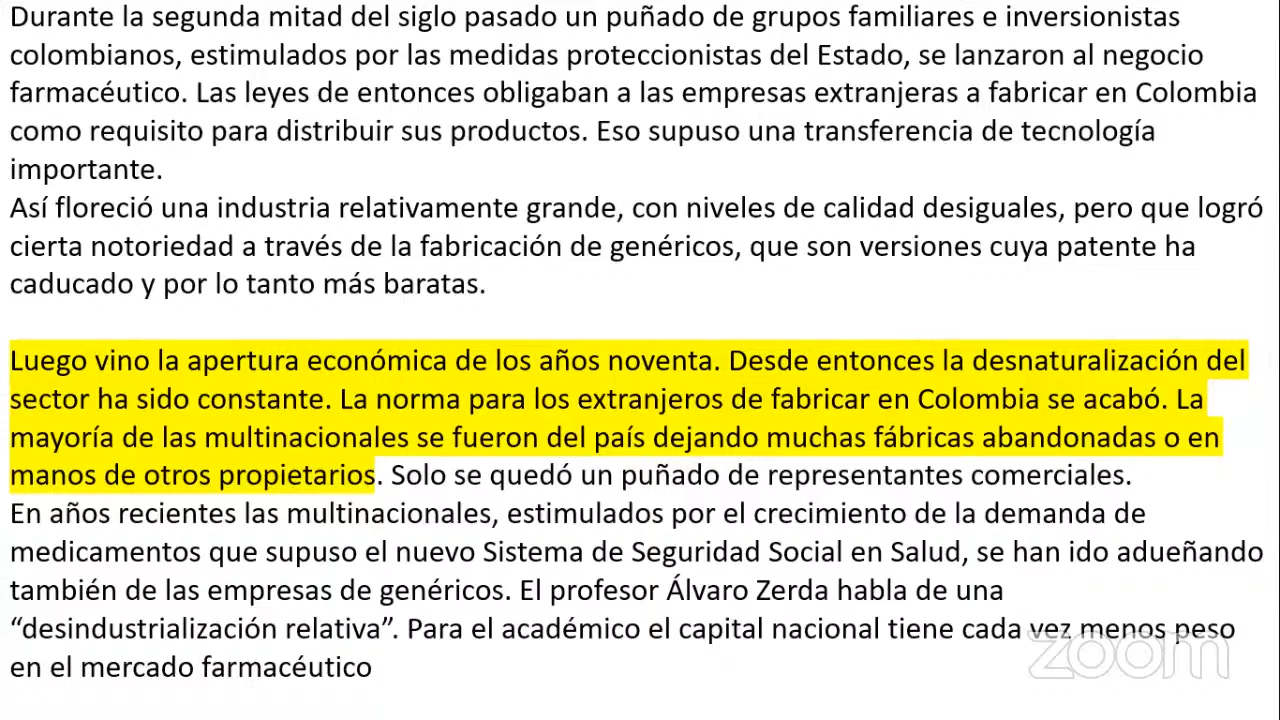 Durante la segunda mitad del siglo pasado un puñado de grupos familiares e inversionistas
colombianos, estimulados por las medidas proteccionistas del Estado, se lanzaron al negocio
farmacéutico. Las leyes de entonces obligaban a las empresas extranjeras a fabricar en Colombia
como requisito para distribuir sus productos. Eso supuso una transferencia de tecnología
importante.
Así floreció una industria relativamente grande, con niveles de calidad desiguales, pero que logró
cierta notoriedad a través de la fabricación de genéricos, que son versiones cuya patente ha
caducado y por lo tanto más baratas.
Luego vino la apertura económica de los años noventa. Desde entonces la desnaturalización del
sector ha sido constante. La norma para los extranjeros de fabricar en Colombia se acabó. La
mayoría de las multinacionales se fueron del país dejando muchas fábricas abandonadas o en
manos de otros propietarios. Solo se quedó un puñado de representantes comerciales.
En años recientes las multinacionales, estimulados por el crecimiento de la demanda de
medicamentos que supuso el nuevo Sistema de Seguridad Social en Salud, se han ido adueñando
también de las empresas de genéricos. El profesor Álvaro Zerda habla de una
“desindustrialización relativa”. Para el académico el capital nacional tiene cada vez menos peso
en el mercado farmacéutico
zoom